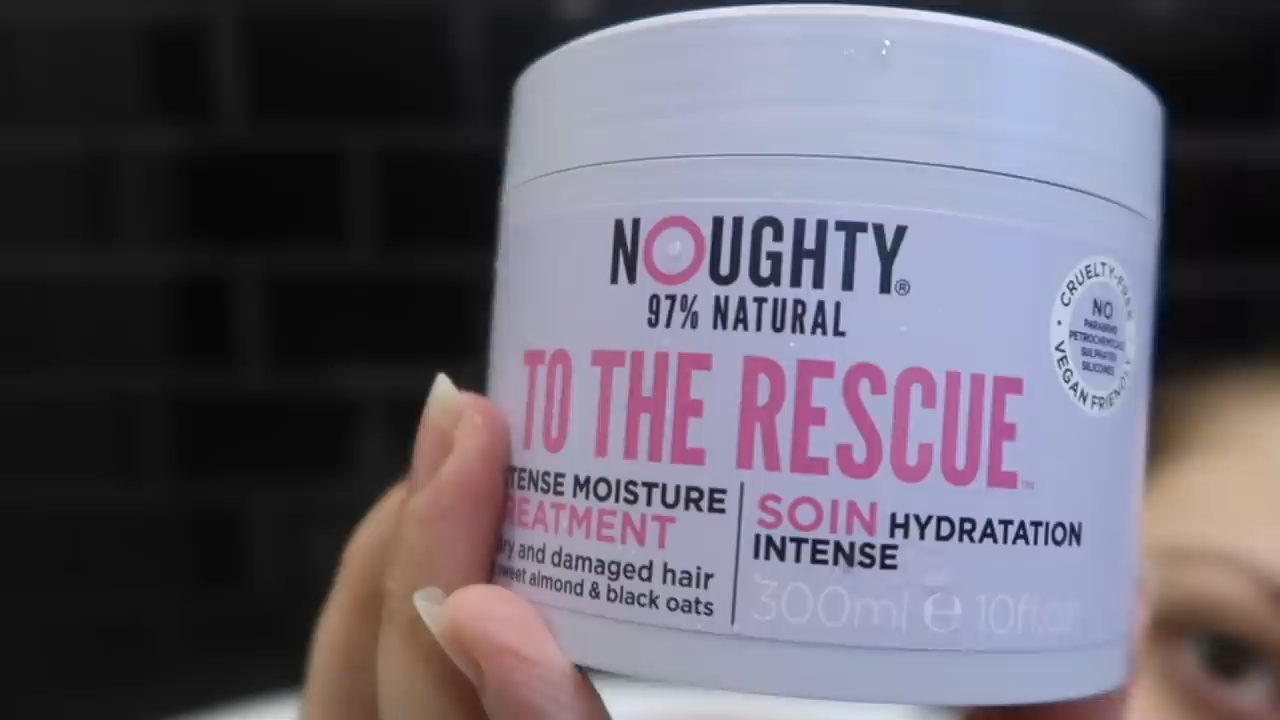 NOUGHTY®
97% NATURAL
TO THE RESCUE™
TENSE MOISTURE
REATMENT
ry and damaged hair
weet almond & black oats
SOIN HYDRATATION
INTENSE
300ml e 10fl.oz
CRUELTY-FREE
NO
PARABENS
PETROCHEMICALS
SULPHATES
SILICONES
VEGAN FRIENDLY